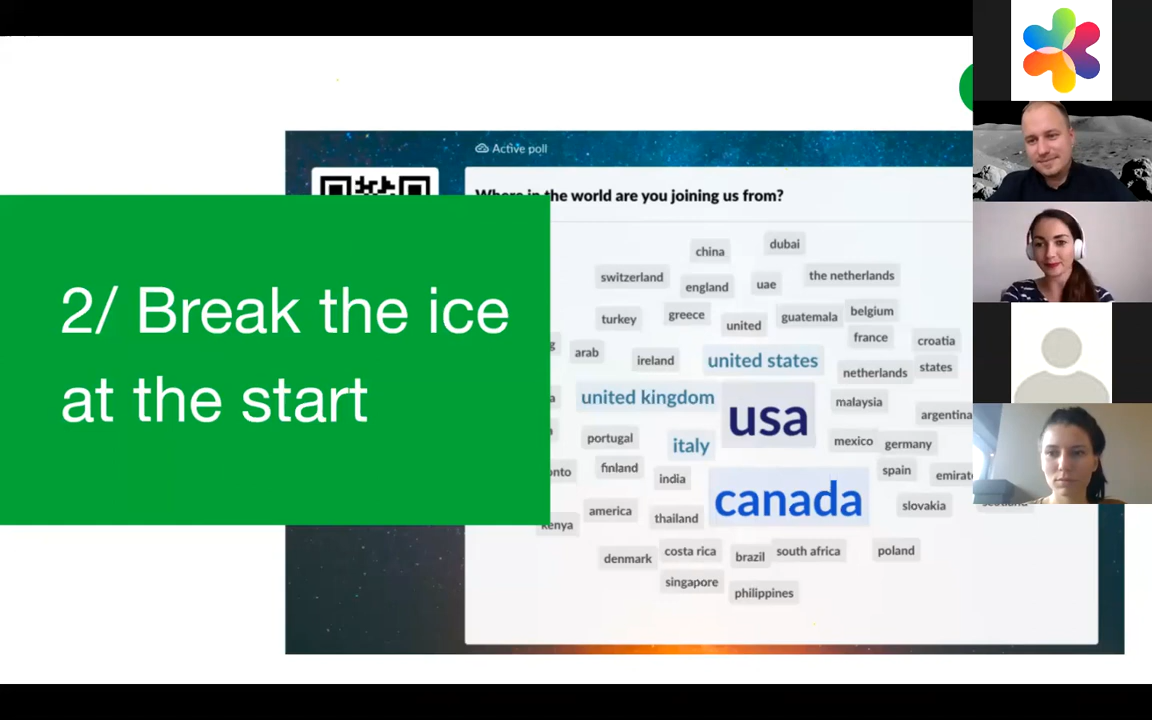 Active poll
Where in the world are you joining us from?
2/ Break the ice
at the start
china
dubai
switzerland
england
uae
the netherlands
turkey
greece
united
guatemala
belgium
arab
ireland
united states
france
croatia
netherlands
states
united kingdom
usa
malaysia
argentina
portugal
italy
mexico
germany
finland
india
canada
spain
america
thailand
slovakia
kenya
denmark
costa rica
brazil
south africa
poland
singapore
philippines